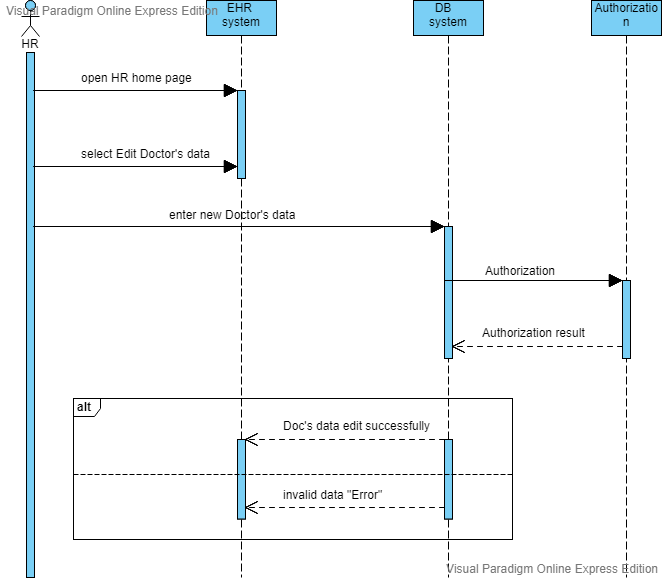 Visual Paradigm Online Express Edition
EHR
system
DB
system
Authorizatio
n
HR
open HR home page
select Edit Doctor's data
enter new Doctor's data
Authorization
Authorization result
alt
Doc's data edit successfully
invalid data "Error"
Visual Paradigm Online Express Edition